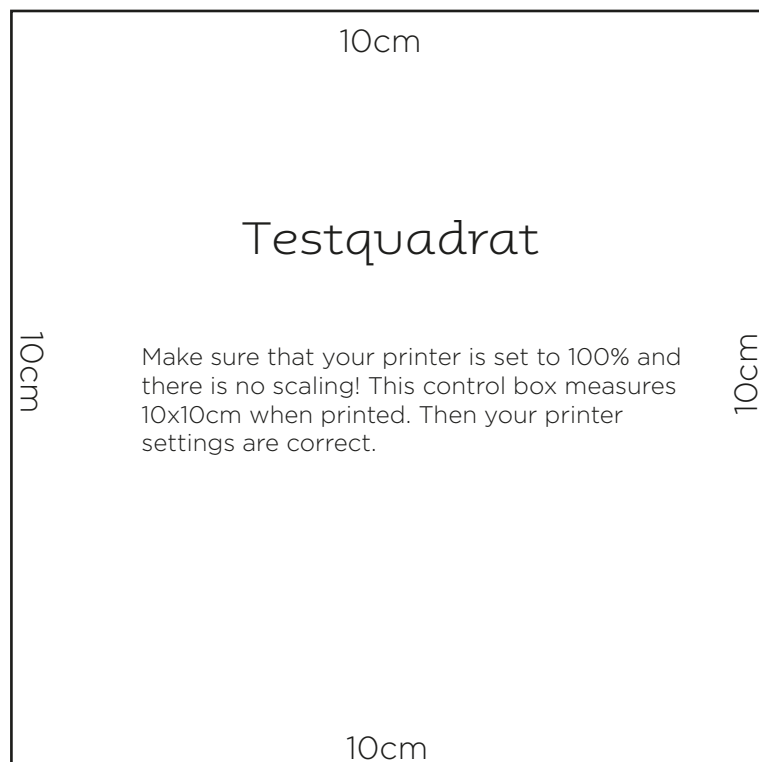 10cm
Testquadrat
10cm
Make sure that your printer is set to 100% and
there is no scaling! This control box measures
10x10cm when printed. Then your printer
settings are correct.
10cm
10cm